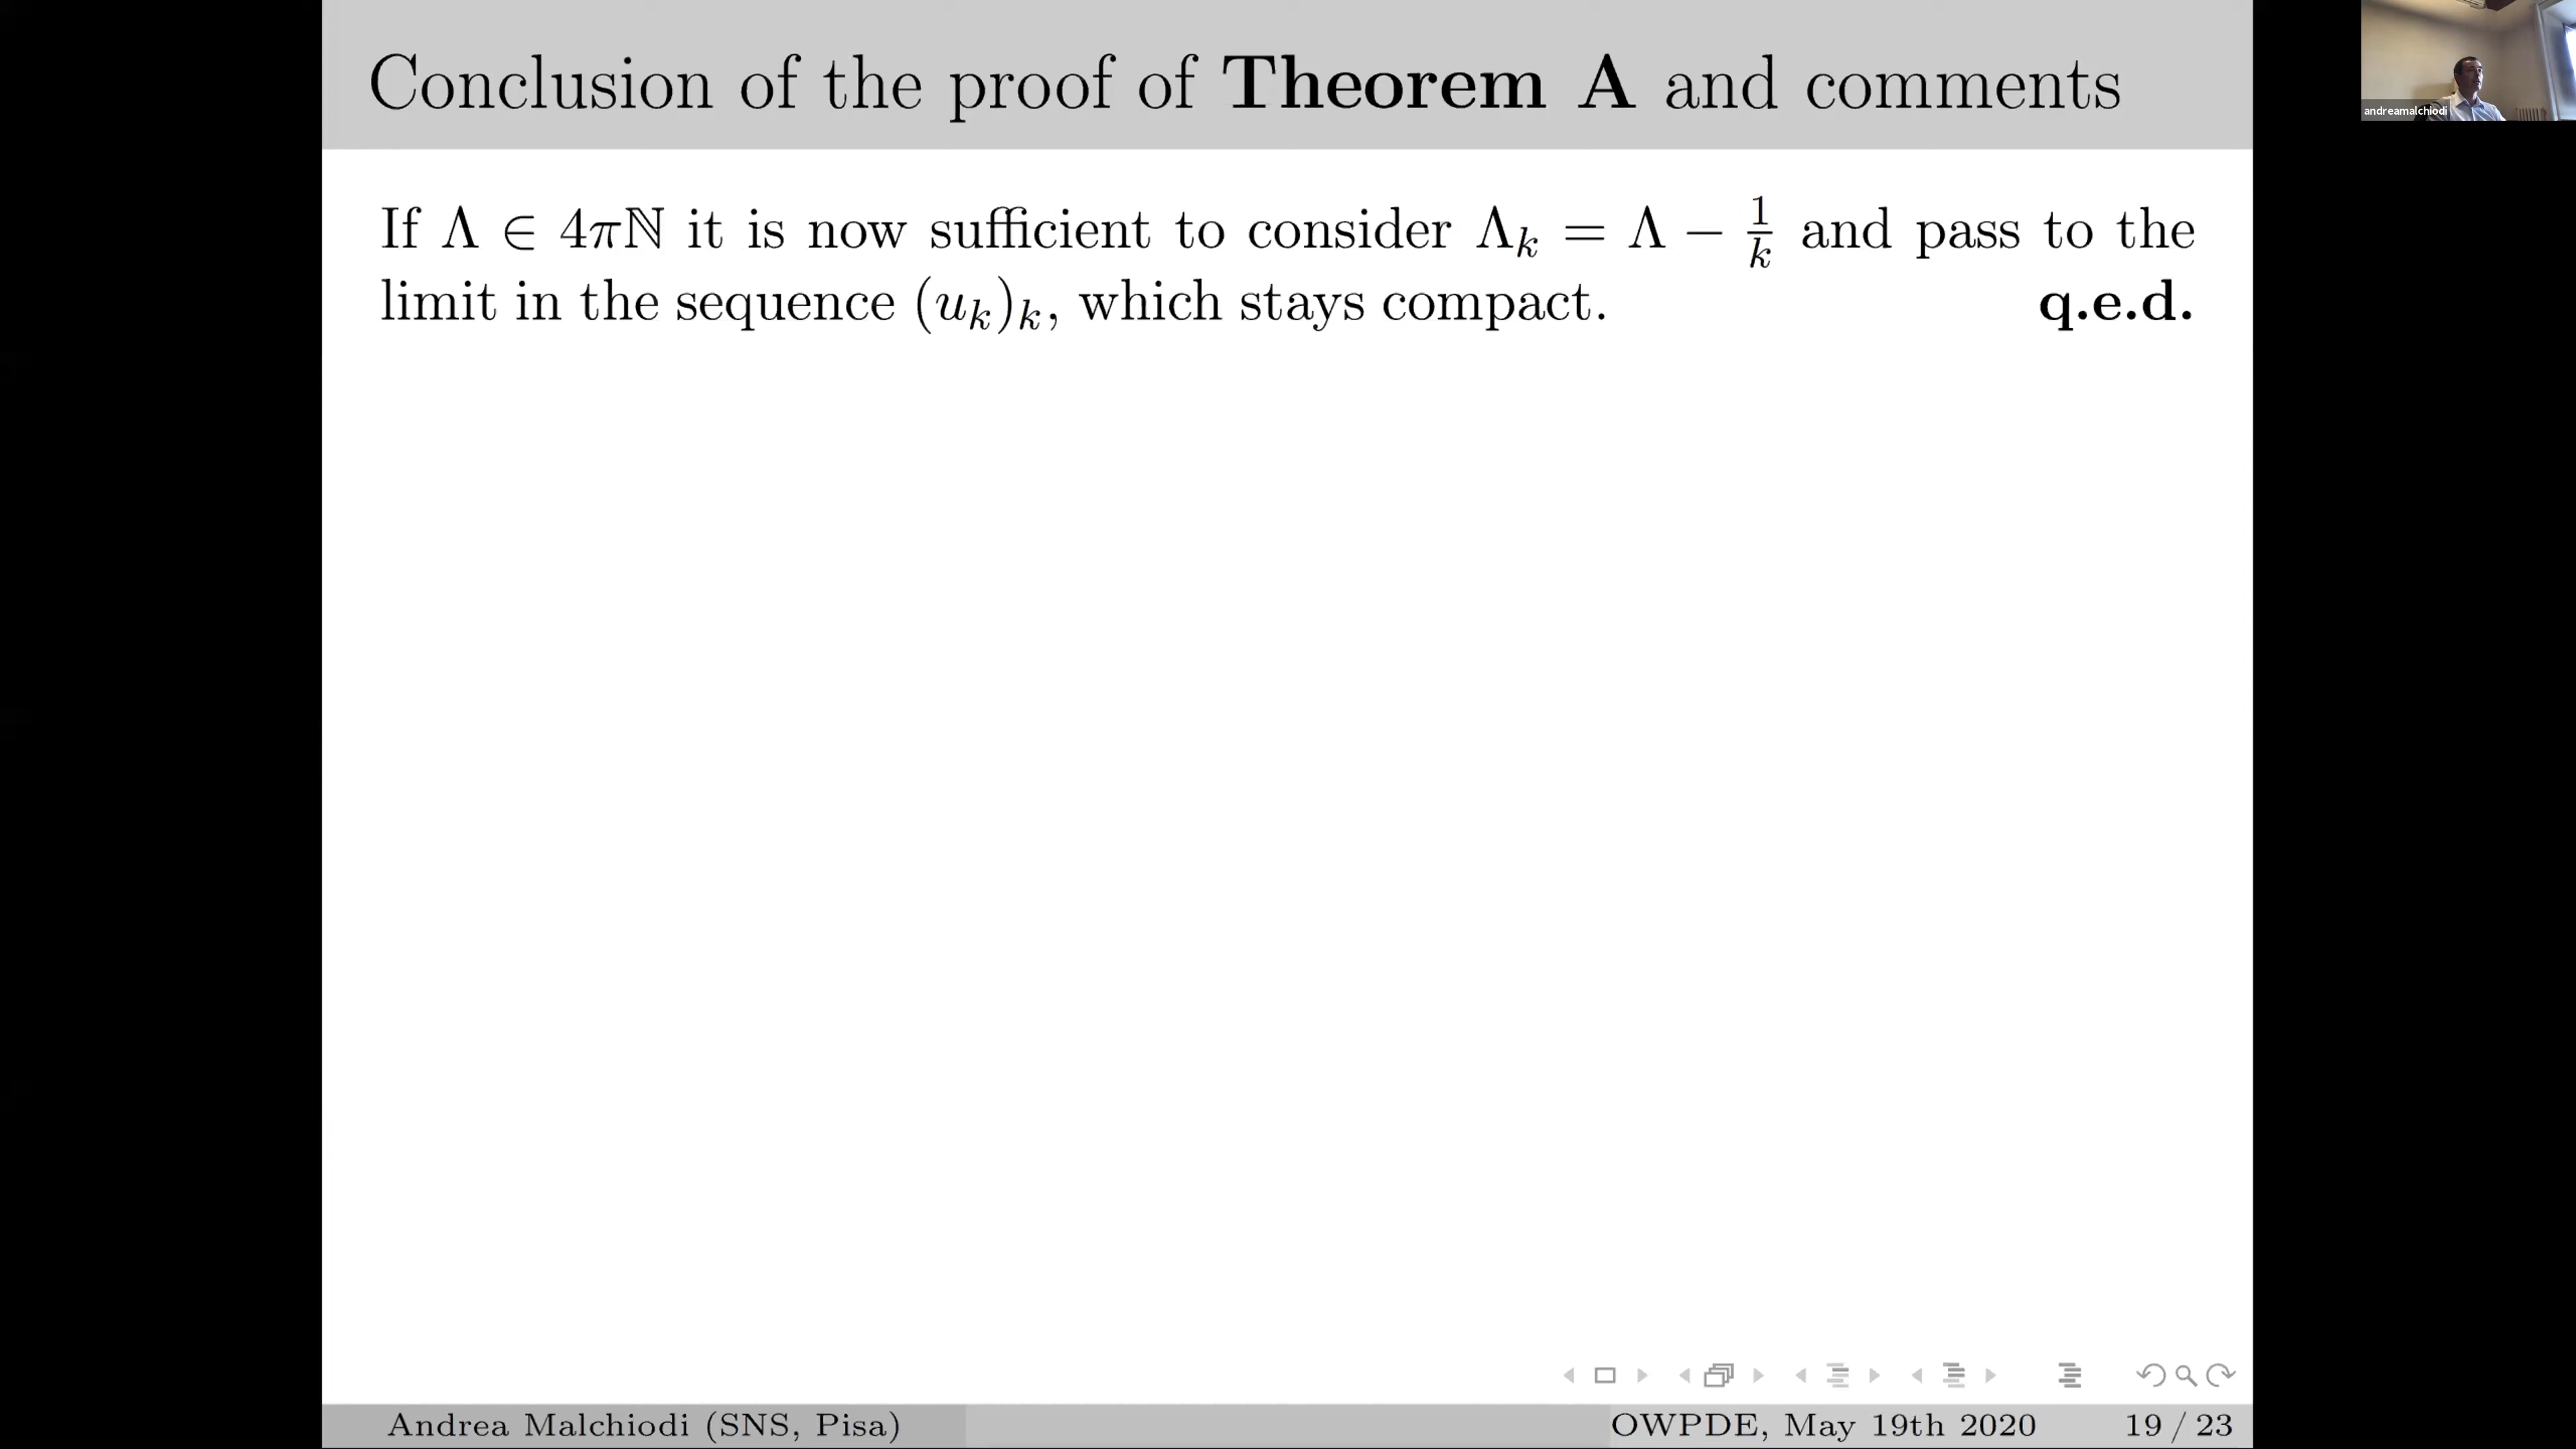 Conclusion of the proof of Theorem A and comments
andreamalchiodi
If Λ ∈ 4πℕ it is now sufficient to consider Λ_k = Λ − 1/k and pass to the
limit in the sequence (u_k)_k, which stays compact. q.e.d.
Andrea Malchiodi (SNS, Pisa) OWPDE, May 19th 2020 19 / 23